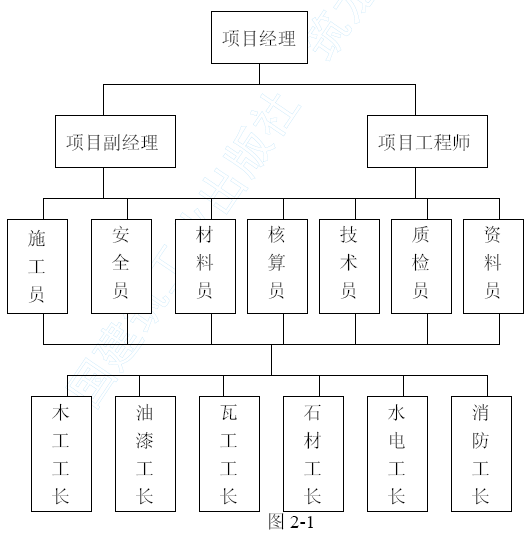 项目经理
项目副经理
项目工程师
施工员
安全员
材料员
核算员
技术员
质检员
资料员
木工工长
油漆工长
瓦工工长
石材工长
水电工长
消防工长
图 2-1